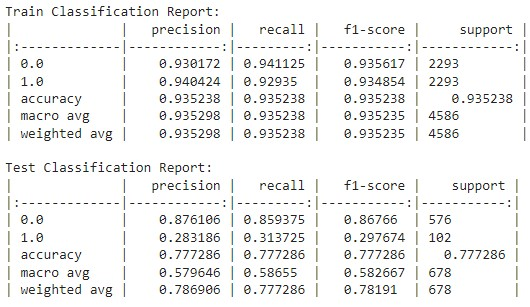 Train Classification Report:
|              |   precision |   recall |   f1-score |     support |
|:-------------|------------:|---------:|-----------:|------------:|
| 0.0          |    0.930172 | 0.941125 |   0.935617 | 2293        |
| 1.0          |    0.940424 | 0.92935  |   0.934854 | 2293        |
| accuracy     |    0.935238 | 0.935238 |   0.935238 |    0.935238 |
| macro avg    |    0.935298 | 0.935238 |   0.935235 | 4586        |
| weighted avg |    0.935298 | 0.935238 |   0.935235 | 4586        |
Test Classification Report:
|              |   precision |   recall |   f1-score |    support |
|:-------------|------------:|---------:|-----------:|-----------:|
| 0.0          |    0.876106 | 0.859375 |   0.86766  | 576        |
| 1.0          |    0.283186 | 0.313725 |   0.297674 | 102        |
| accuracy     |    0.777286 | 0.777286 |   0.777286 |   0.777286 |
| macro avg    |    0.579646 | 0.58655  |   0.582667 | 678        |
| weighted avg |    0.786906 | 0.777286 |   0.78191  | 678        |